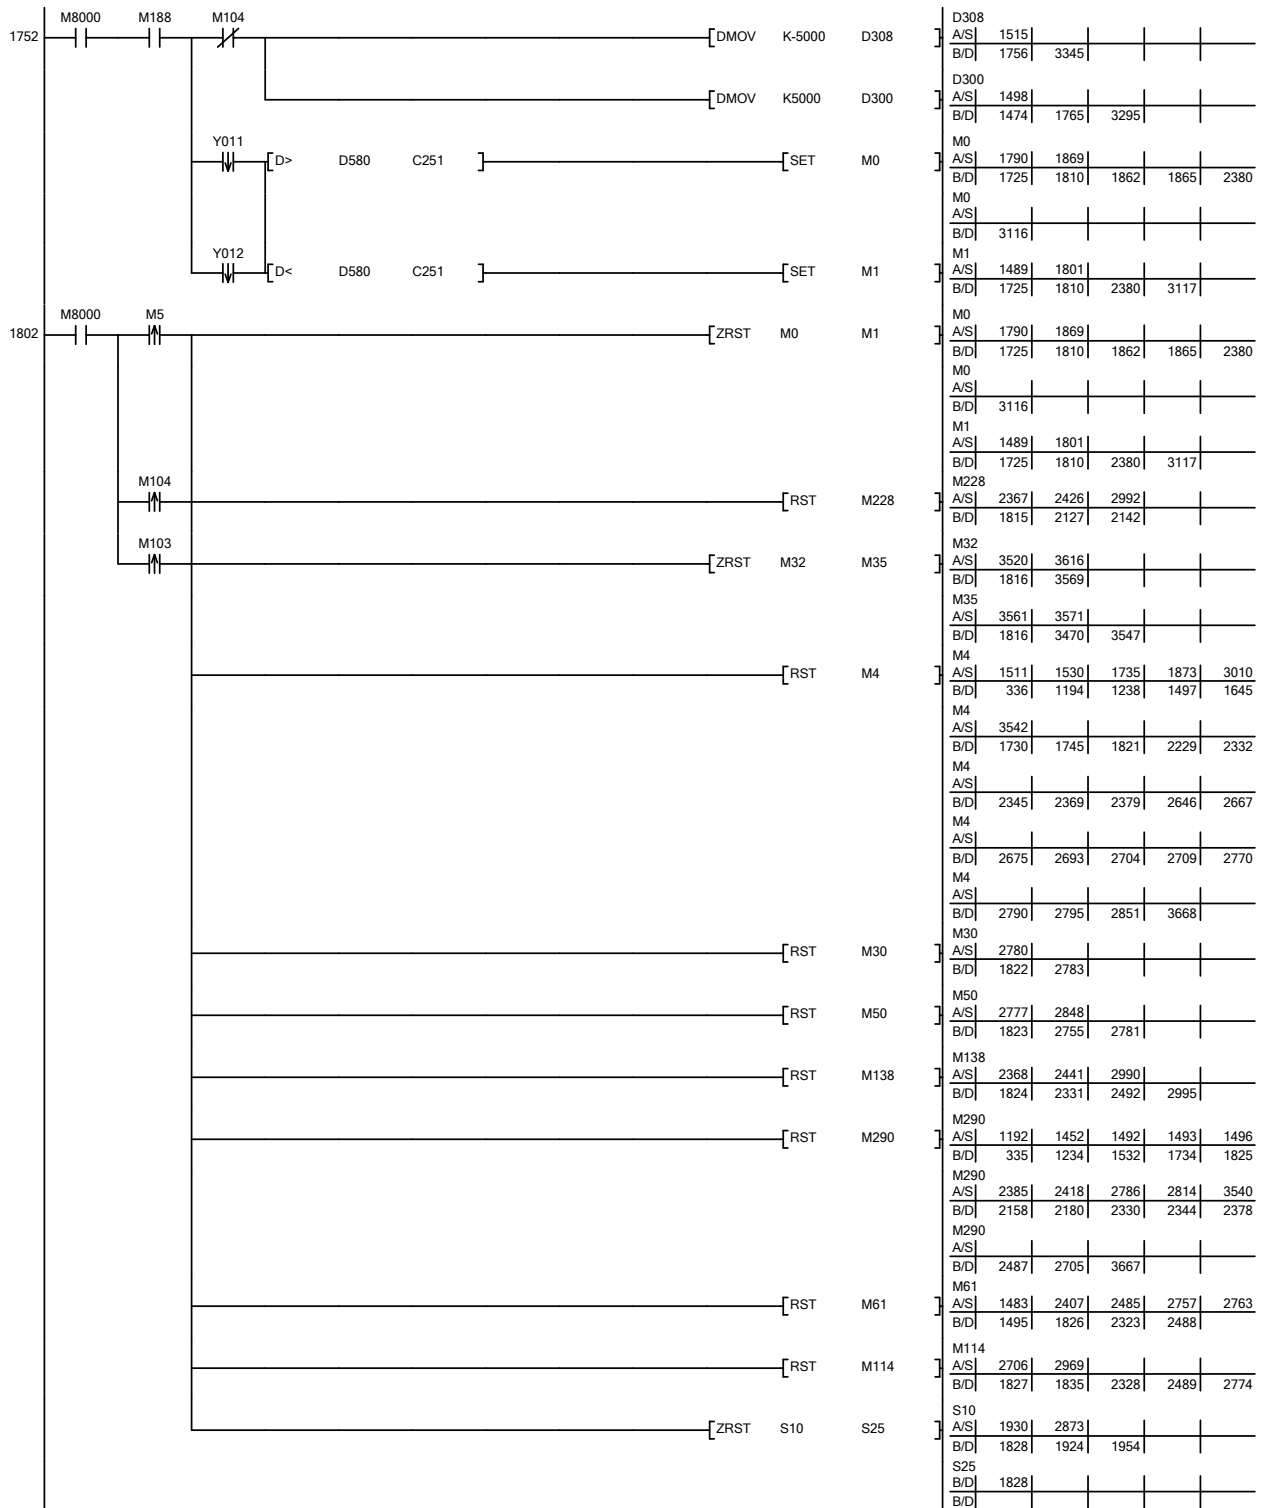 M8000 M188 M104 D308
1752 DMOV K-5000 D308 A/S 1515
B/D 1756 3345
D300
DMOV K5000 D300 A/S 1498
B/D 1474 1765 3295
Y011 M0
D> D580 C251 SET M0 A/S 1790 1869
B/D 1725 1810 1862 1865 2380
M0
A/S
B/D 3116
Y012 M1
D< D580 C251 SET M1 A/S 1489 1801
B/D 1725 1810 2380 3117
M8000 M5 M0
1802 ZRST M0 M1 A/S 1790 1869
B/D 1725 1810 1862 1865 2380
M0
A/S
B/D 3116
M1
A/S 1489 1801
B/D 1725 1810 2380 3117
M104 M228
RST M228 A/S 2367 2426 2992
B/D 1815 2127 2142
M103 M32
ZRST M32 M35 A/S 3520 3616
B/D 1816 3569
M35
A/S 3561 3571
B/D 1816 3470 3547
M4
RST M4 A/S 1511 1530 1735 1873 3010
B/D 336 1194 1238 1497 1645
M4
A/S 3542
B/D 1730 1745 1821 2229 2332
M4
A/S
B/D 2345 2369 2379 2646 2667
M4
A/S
B/D 2675 2693 2704 2709 2770
M4
A/S
B/D 2790 2795 2851 3668
M30
RST M30 A/S 2780
B/D 1822 2783
M50
RST M50 A/S 2777 2848
B/D 1823 2755 2781
M138
RST M138 A/S 2368 2441 2990
B/D 1824 2331 2492 2995
M290
RST M290 A/S 1192 1452 1492 1493 1496
B/D 335 1234 1532 1734 1825
M290
A/S 2385 2418 2786 2814 3540
B/D 2158 2180 2330 2344 2378
M290
A/S
B/D 2487 2705 3667
M61
RST M61 A/S 1483 2407 2485 2757 2763
B/D 1495 1826 2323 2488
M114
RST M114 A/S 2706 2969
B/D 1827 1835 2328 2489 2774
S10
ZRST S10 S25 A/S 1930 2873
B/D 1828 1924 1954
S25
B/D 1828
B/D